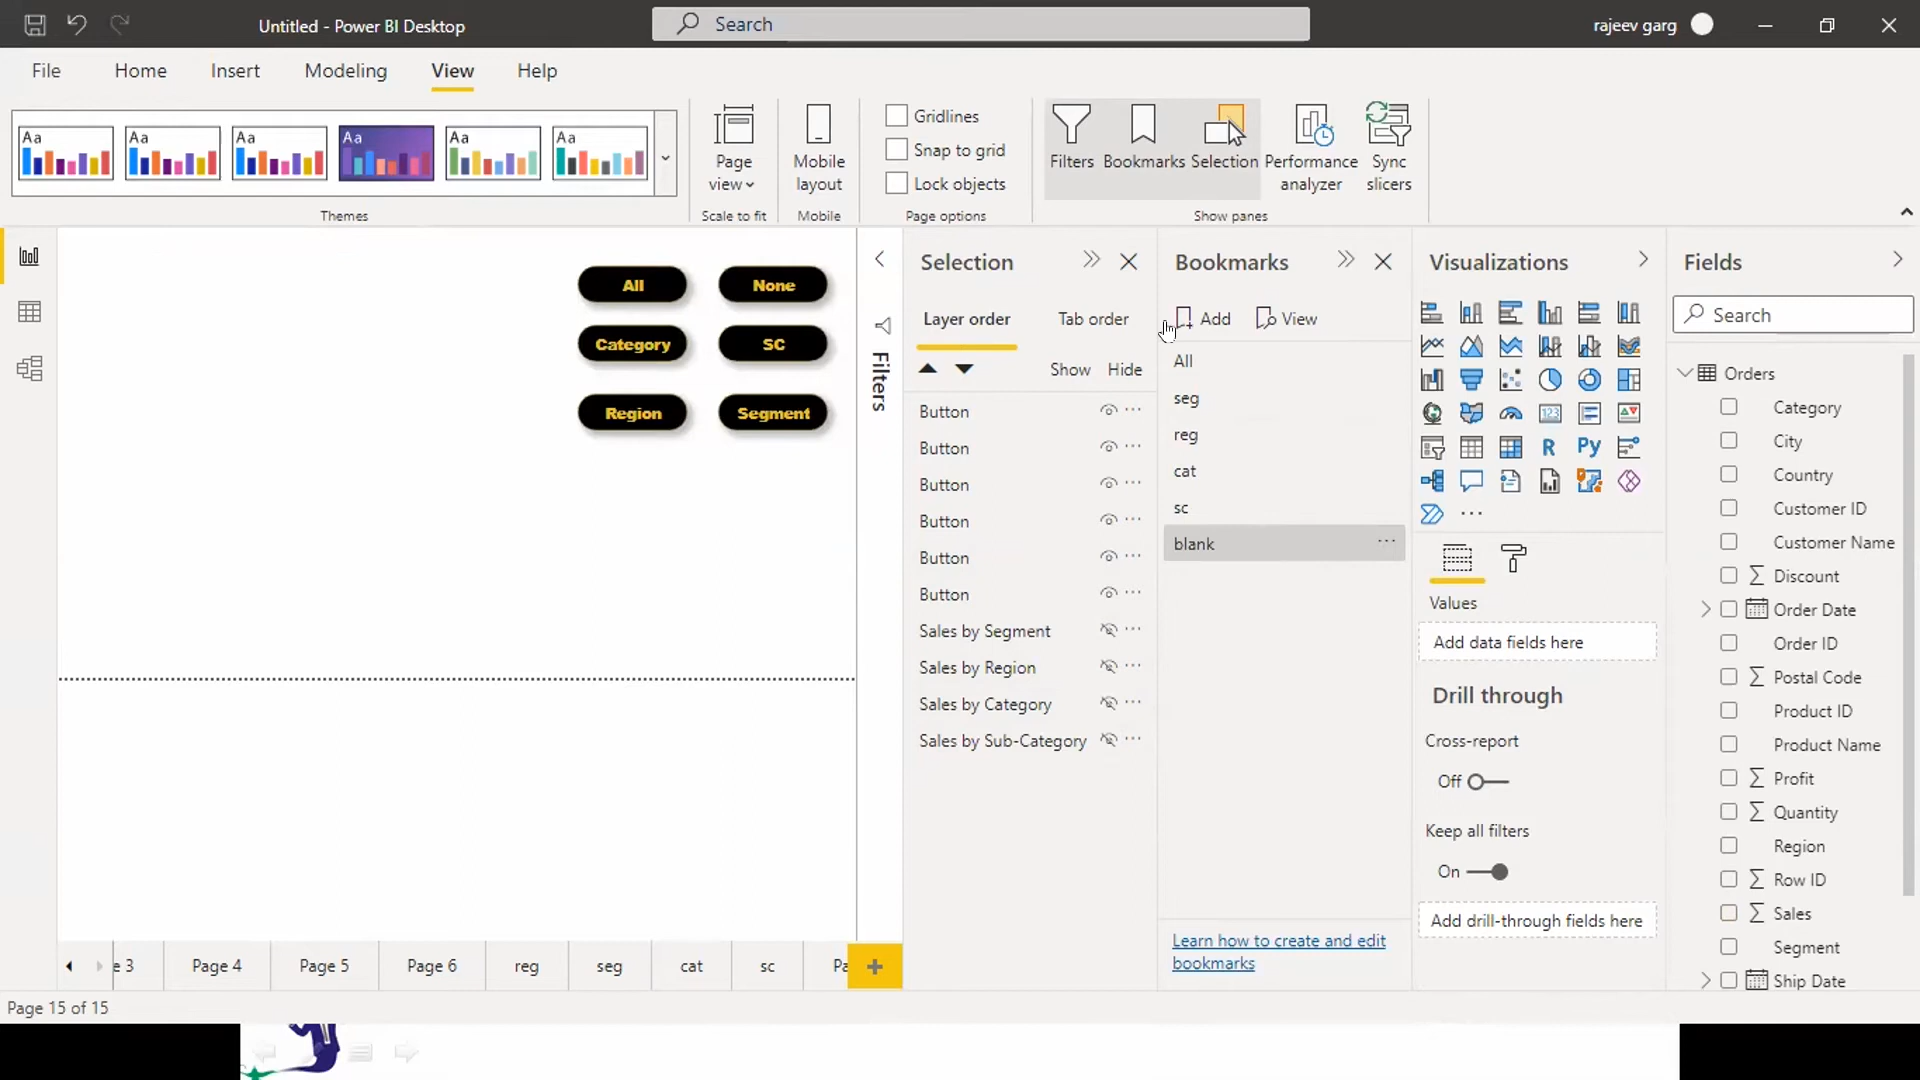 Untitled - Power BI Desktop
Search
rajeev garg
File
Home
Insert
Modeling
View
Help
Aa
Aa
Aa
Aa
Aa
Aa
Page view
Mobile layout
Gridlines
Snap to grid
Lock objects
Filters
Bookmarks
Selection
Performance analyzer
Sync slicers
Themes
Scale to fit
Mobile
Page options
Show panes
All
None
Category
SC
Region
Segment
Filters
Selection
Layer order
Tab order
Show
Hide
Button
Button
Button
Button
Button
Button
Sales by Segment
Sales by Region
Sales by Category
Sales by Sub-Category
Bookmarks
Add
View
All
seg
reg
cat
sc
blank
Learn how to create and edit
bookmarks
Visualizations
123
R
Py
Values
Add data fields here
Drill through
Cross-report
Off
Keep all filters
On
Add drill-through fields here
Fields
Search
Orders
Category
City
Country
Customer ID
Customer Name
Discount
Order Date
Order ID
Postal Code
Product ID
Product Name
Profit
Quantity
Region
Row ID
Sales
Segment
Ship Date
e 3
Page 4
Page 5
Page 6
reg
seg
cat
sc
Pa
Page 15 of 15